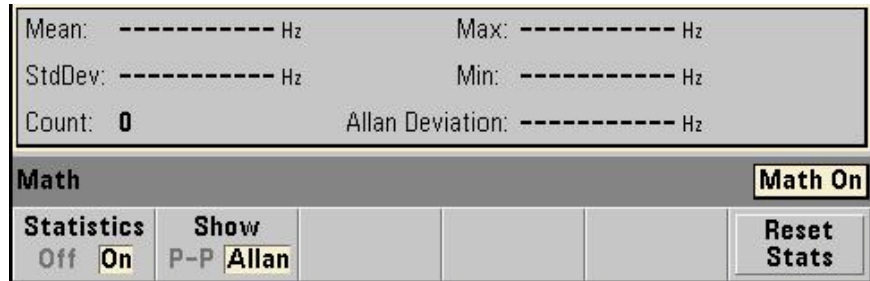 Mean: ----------- Hz Max: ----------- Hz
StdDev: ----------- Hz Min: ----------- Hz
Count: 0 Allan Deviation: ----------- Hz
Math Math On
Statistics Show Reset
Off On P-P Allan Stats